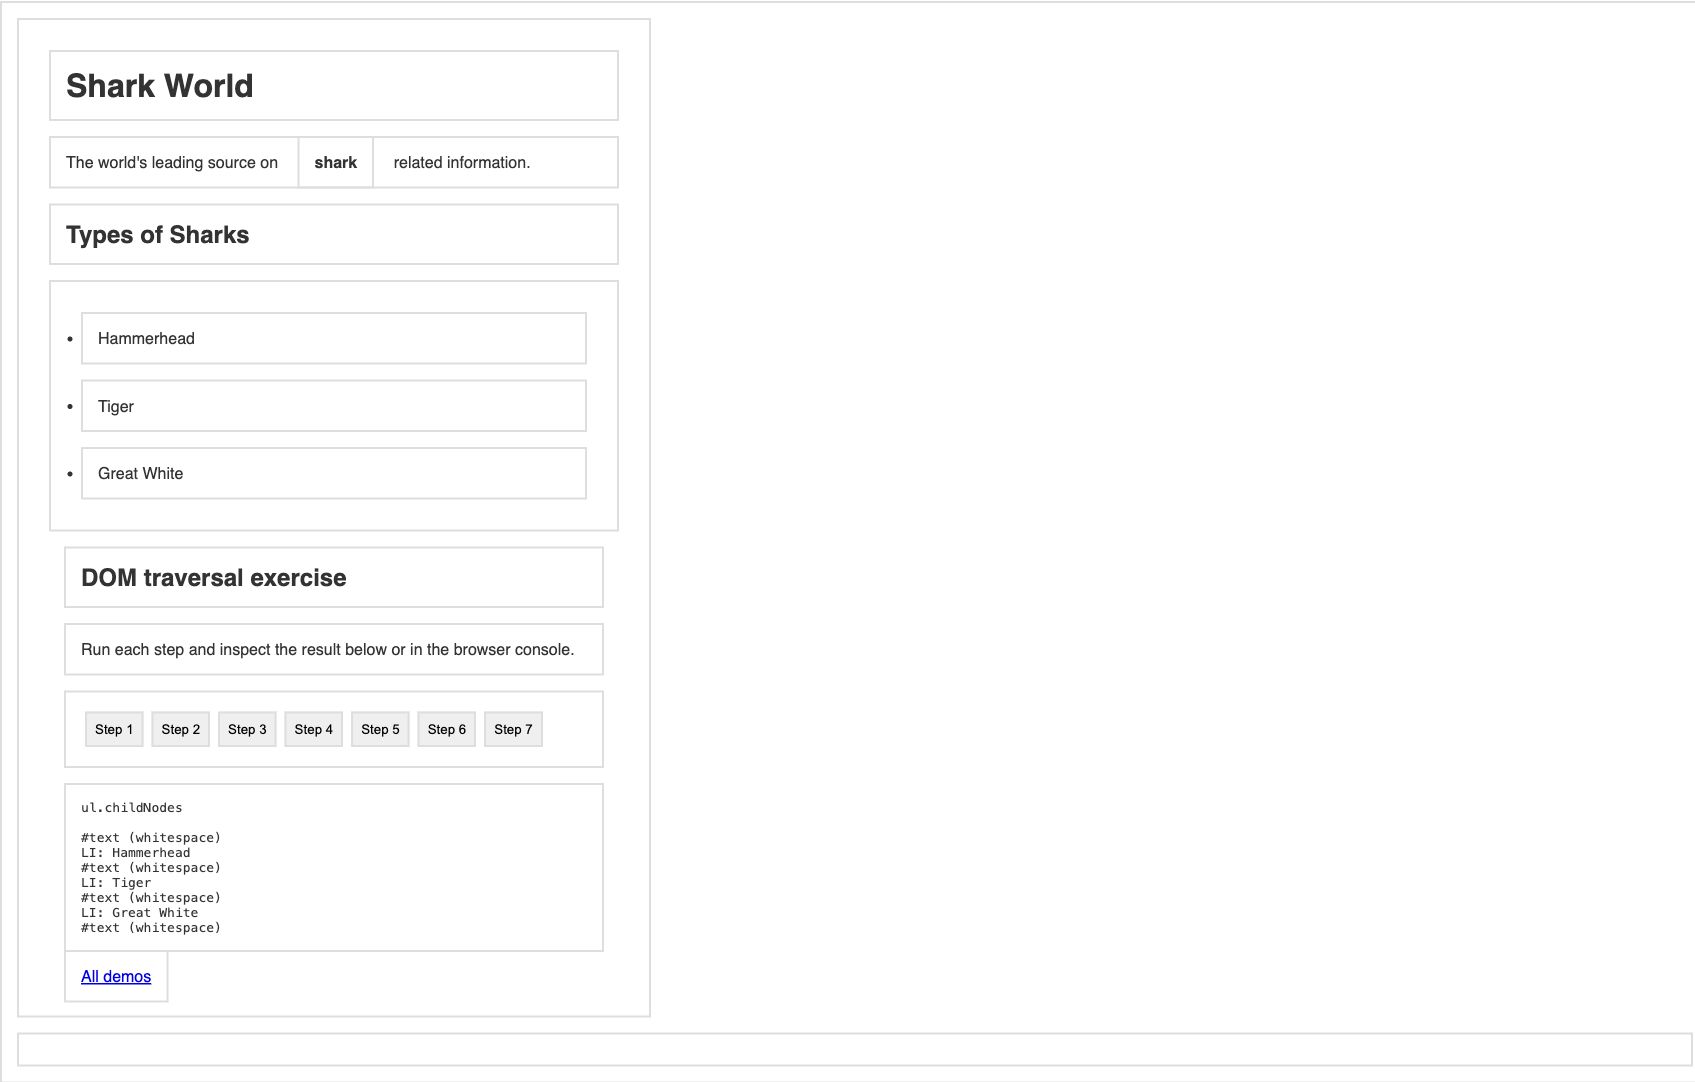 Shark World
The world's leading source on shark related information.
Types of Sharks
• Hammerhead
• Tiger
• Great White
DOM traversal exercise
Run each step and inspect the result below or in the browser console.
Step 1 Step 2 Step 3 Step 4 Step 5 Step 6 Step 7
ul.childNodes
#text (whitespace)
LI: Hammerhead
#text (whitespace)
LI: Tiger
#text (whitespace)
LI: Great White
#text (whitespace)
All demos